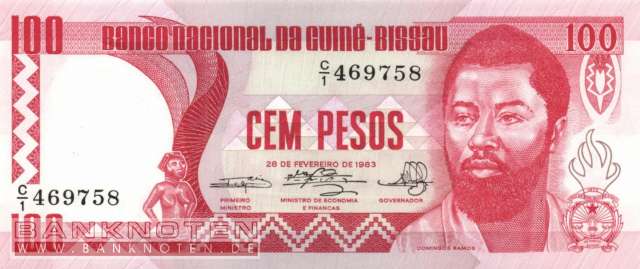 100 BANCO NACIONAL DA GUINÉ-BISSAU 100
C/1 469758
CEM PESOS
28 DE FEVEREIRO DE 1983
C/1 469758
PRIMEIRO MINISTRO
MINISTRO DE ECONOMIA E FINANÇAS
GOVERNADOR
100
BANKNOTEN
WWW.BANKNOTEN.DE
DOMINGOS RAMOS